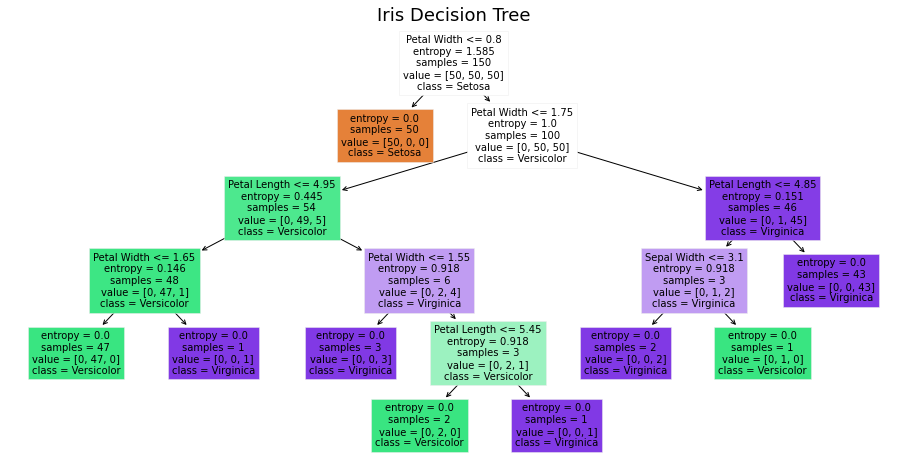 Iris Decision Tree
Petal Width <= 0.8
entropy = 1.585
samples = 150
value = [50, 50, 50]
class = Setosa
entropy = 0.0
samples = 50
value = [50, 0, 0]
class = Setosa
Petal Width <= 1.75
entropy = 1.0
samples = 100
value = [0, 50, 50]
class = Versicolor
Petal Length <= 4.95
entropy = 0.445
samples = 54
value = [0, 49, 5]
class = Versicolor
Petal Length <= 4.85
entropy = 0.151
samples = 46
value = [0, 1, 45]
class = Virginica
Petal Width <= 1.65
entropy = 0.146
samples = 48
value = [0, 47, 1]
class = Versicolor
Petal Width <= 1.55
entropy = 0.918
samples = 6
value = [0, 2, 4]
class = Virginica
Sepal Width <= 3.1
entropy = 0.918
samples = 3
value = [0, 1, 2]
class = Virginica
entropy = 0.0
samples = 43
value = [0, 0, 43]
class = Virginica
entropy = 0.0
samples = 47
value = [0, 47, 0]
class = Versicolor
entropy = 0.0
samples = 1
value = [0, 0, 1]
class = Virginica
entropy = 0.0
samples = 3
value = [0, 0, 3]
class = Virginica
Petal Length <= 5.45
entropy = 0.918
samples = 3
value = [0, 2, 1]
class = Versicolor
entropy = 0.0
samples = 2
value = [0, 0, 2]
class = Virginica
entropy = 0.0
samples = 1
value = [0, 1, 0]
class = Versicolor
entropy = 0.0
samples = 2
value = [0, 2, 0]
class = Versicolor
entropy = 0.0
samples = 1
value = [0, 0, 1]
class = Virginica